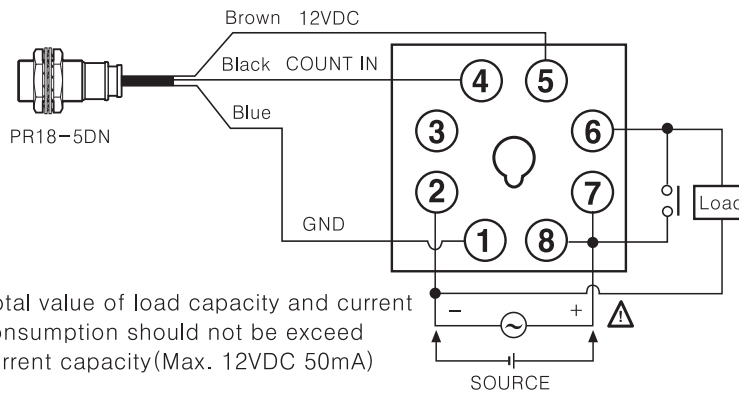 Brown 12VDC
Black COUNT IN
Blue
PR18-5DN
GND
4 5
3 6
2 7
1 8
Load
otal value of load capacity and current
onsumption should not be exceed
rrent capacity(Max. 12VDC 50mA)
− ~ +
SOURCE